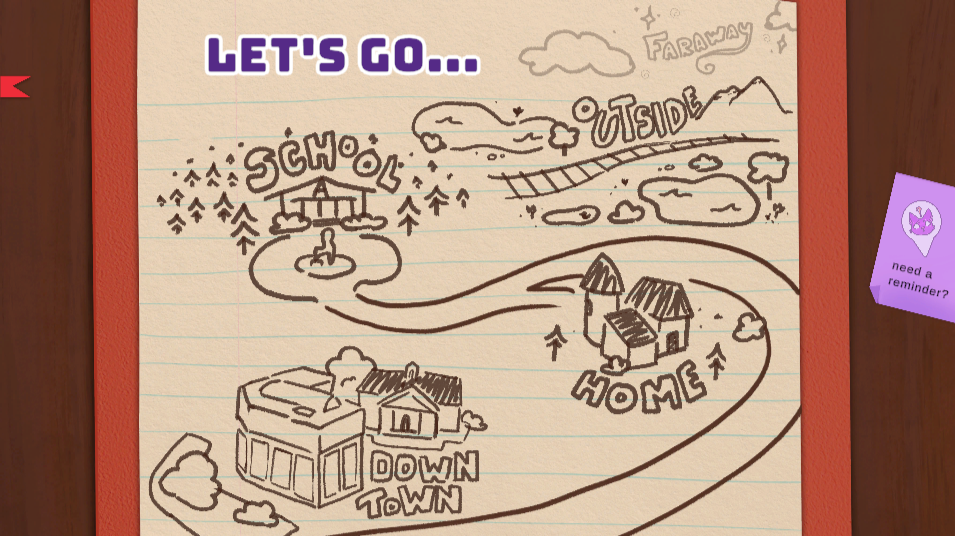 LET'S GO...
FARAWAY
OUTSIDE
SCHOOL
need a
reminder?
HOME
DOWN
TOWN